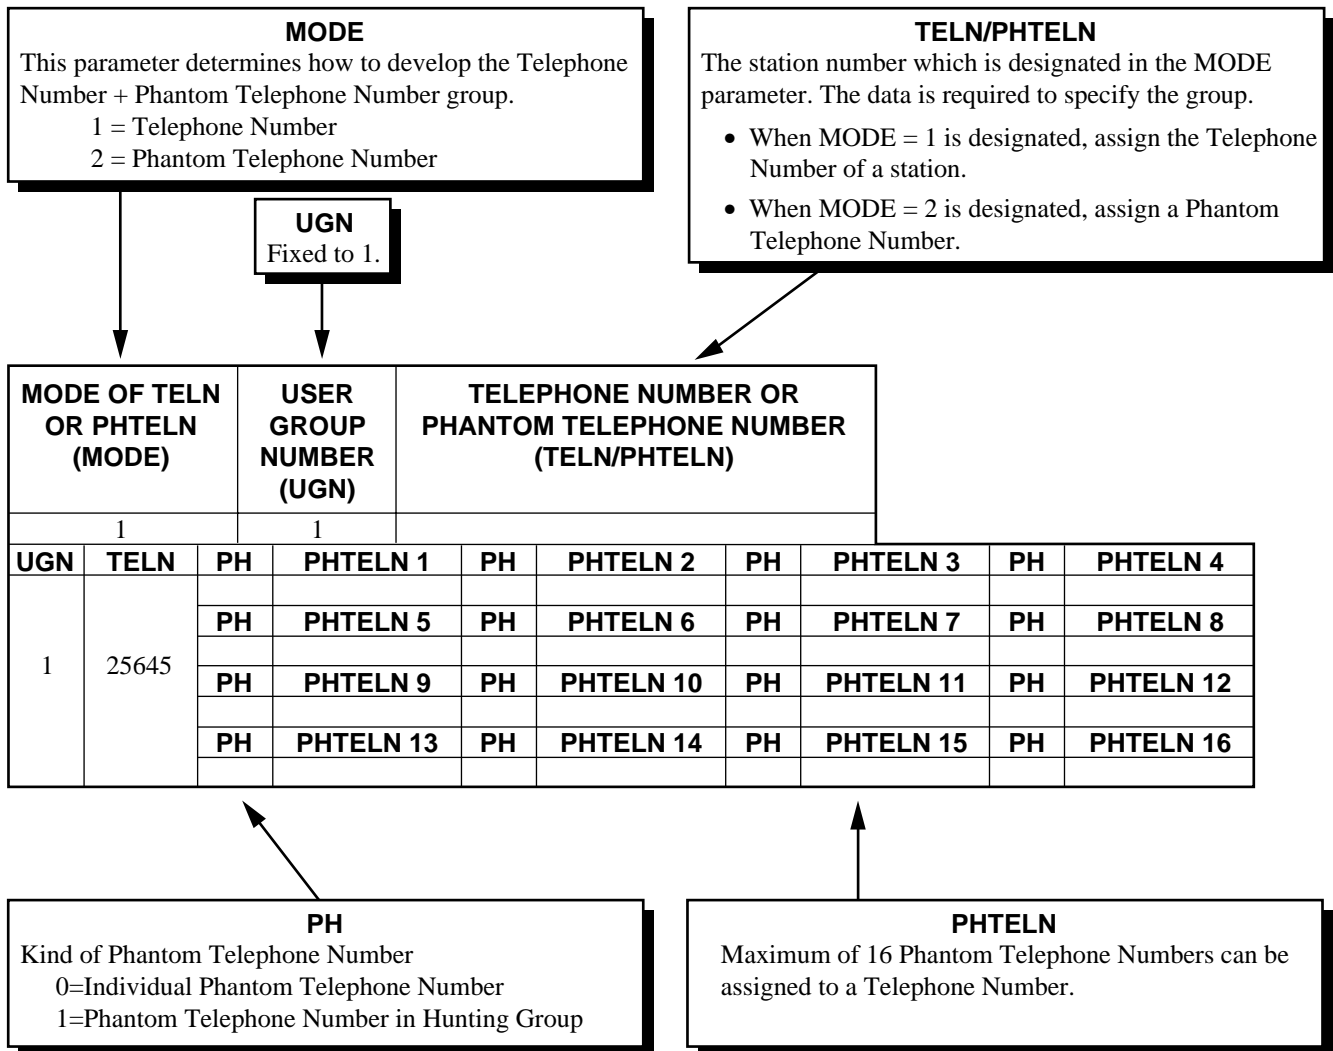 MODE
This parameter determines how to develop the Telephone
Number + Phantom Telephone Number group.
1 = Telephone Number
2 = Phantom Telephone Number
TELN/PHTELN
The station number which is designated in the MODE
parameter. The data is required to specify the group.
• When MODE = 1 is designated, assign the Telephone
Number of a station.
• When MODE = 2 is designated, assign a Phantom
Telephone Number.
UGN
Fixed to 1.
MODE OF TELN
OR PHTELN
(MODE)
USER
GROUP
NUMBER
(UGN)
TELEPHONE NUMBER OR
PHANTOM TELEPHONE NUMBER
(TELN/PHTELN)
1 1
UGN TELN PH PHTELN 1 PH PHTELN 2 PH PHTELN 3 PH PHTELN 4
PH PHTELN 5 PH PHTELN 6 PH PHTELN 7 PH PHTELN 8
1 25645
PH PHTELN 9 PH PHTELN 10 PH PHTELN 11 PH PHTELN 12
PH PHTELN 13 PH PHTELN 14 PH PHTELN 15 PH PHTELN 16
PH
Kind of Phantom Telephone Number
0=Individual Phantom Telephone Number
1=Phantom Telephone Number in Hunting Group
PHTELN
Maximum of 16 Phantom Telephone Numbers can be
assigned to a Telephone Number.